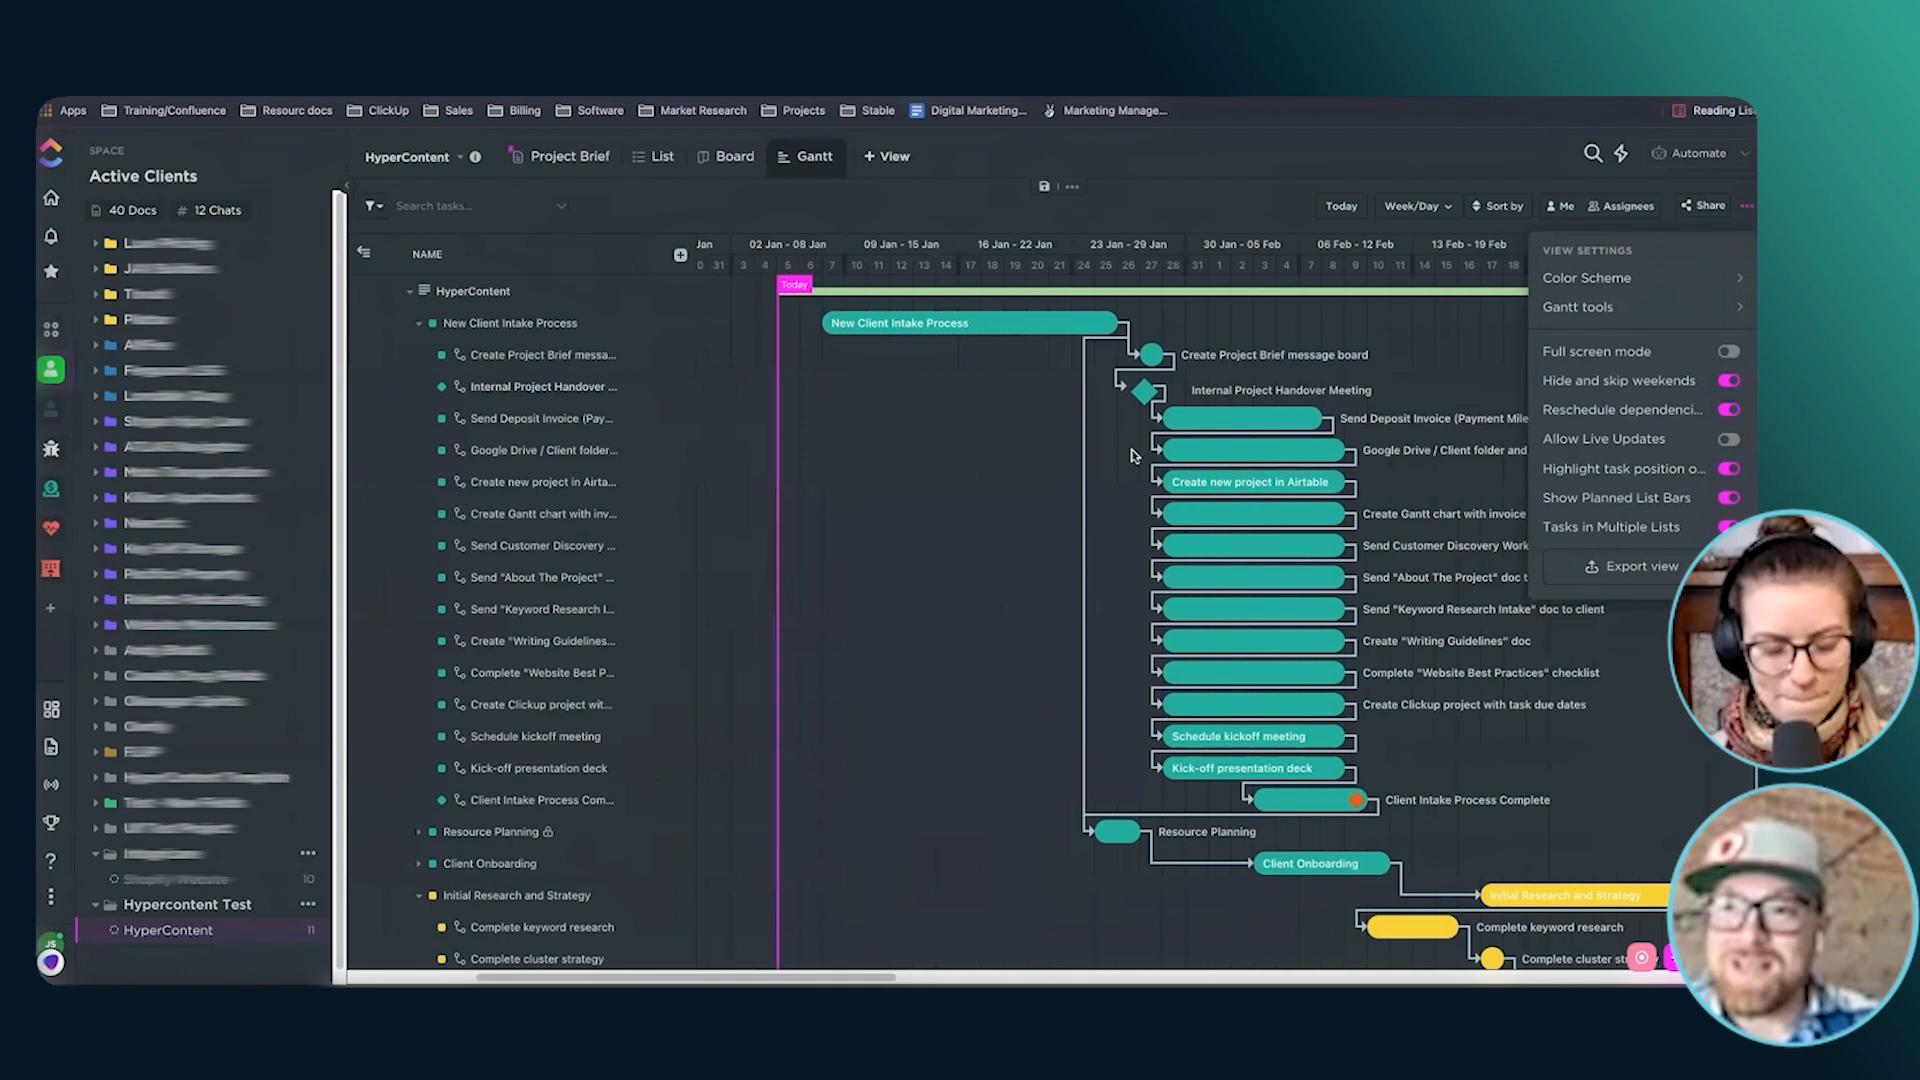 Apps Training/Confluence Resourc docs ClickUp Sales Billing Software Market Research Projects Stable Digital Marketing... Marketing Manage... Reading Lis
SPACE
Active Clients
40 Docs # 12 Chats
10
Hypercontent Test
HyperContent 11
JS
HyperContent Project Brief List Board Gantt + View
Automate
Search tasks...
Today Week/Day Sort by Me Assignees Share
NAME
Jan 02 Jan - 08 Jan 09 Jan - 15 Jan 16 Jan - 22 Jan 23 Jan - 29 Jan 30 Jan - 05 Feb 06 Feb - 12 Feb 13 Feb - 19 Feb
0 31 3 4 5 6 7 10 11 12 13 14 17 18 19 20 21 24 25 26 27 28 31 1 2 3 4 7 8 9 10 11 14 15 16 17 18
Today
HyperContent
New Client Intake Process
Create Project Brief messa...
Internal Project Handover ...
Send Deposit Invoice (Pay...
Google Drive / Client folder...
Create new project in Airta...
Create Gantt chart with inv...
Send Customer Discovery ...
Send "About The Project" ...
Send "Keyword Research I...
Create "Writing Guidelines...
Complete "Website Best P...
Create Clickup project wit...
Schedule kickoff meeting
Kick-off presentation deck
Client Intake Process Com...
Resource Planning
Client Onboarding
Initial Research and Strategy
Complete keyword research
Complete cluster strategy
New Client Intake Process
Create Project Brief message board
Internal Project Handover Meeting
Send Deposit Invoice (Payment Mile
Google Drive / Client folder and
Create new project in Airtable
Create Gantt chart with invoice
Send Customer Discovery Work
Send "About The Project" doc t
Send "Keyword Research Intake" doc to client
Create "Writing Guidelines" doc
Complete "Website Best Practices" checklist
Create Clickup project with task due dates
Schedule kickoff meeting
Kick-off presentation deck
Client Intake Process Complete
Resource Planning
Client Onboarding
Initial Research and Strategy
Complete keyword research
Complete cluster str
VIEW SETTINGS
Color Scheme
Gantt tools
Full screen mode
Hide and skip weekends
Reschedule dependenci...
Allow Live Updates
Highlight task position o...
Show Planned List Bars
Tasks in Multiple Lists
Export view